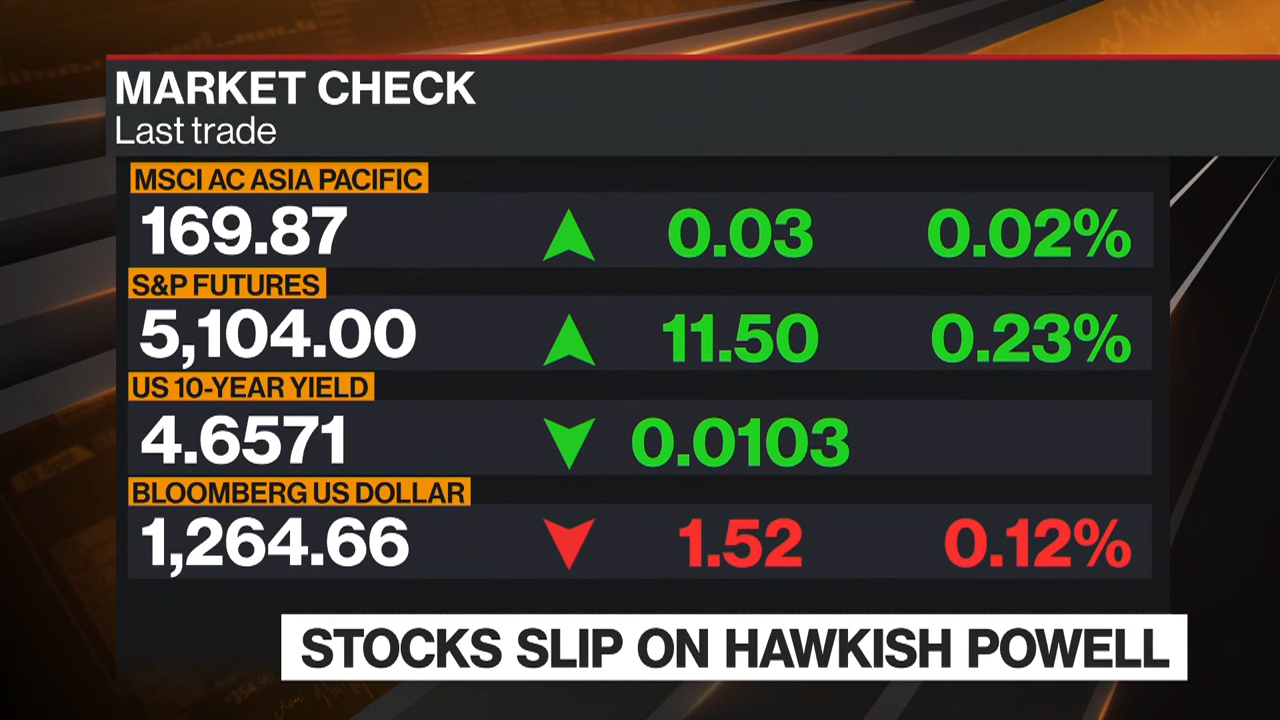 MARKET CHECK
Last trade
MSCI AC ASIA PACIFIC
169.87 ▲ 0.03 0.02%
S&P FUTURES
5,104.00 ▲ 11.50 0.23%
US 10-YEAR YIELD
4.6571 ▼ 0.0103
BLOOMBERG US DOLLAR
1,264.66 ▼ 1.52 0.12%
STOCKS SLIP ON HAWKISH POWELL